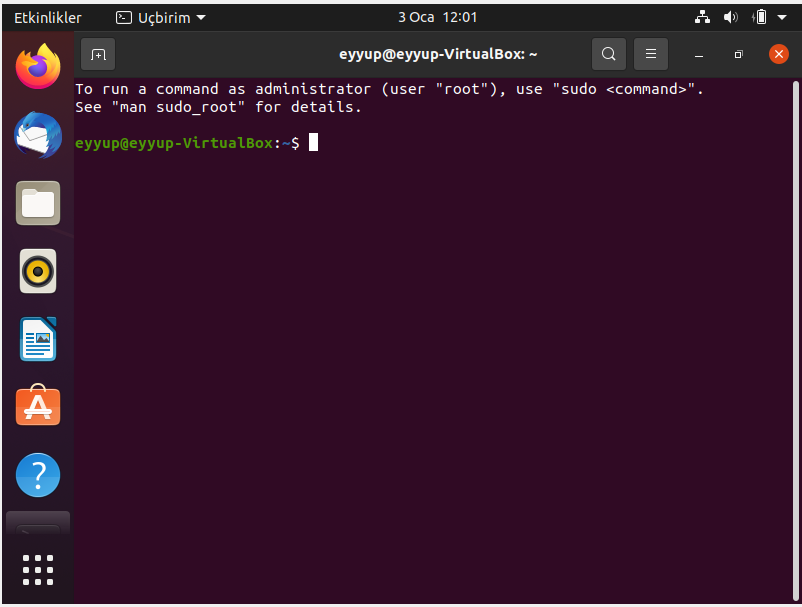 Etkinlikler
Uçbirim
3 Oca 12:01
eyyup@eyyup-VirtualBox: ~
To run a command as administrator (user "root"), use "sudo <command>".
See "man sudo_root" for details.
eyyup@eyyup-VirtualBox:~$